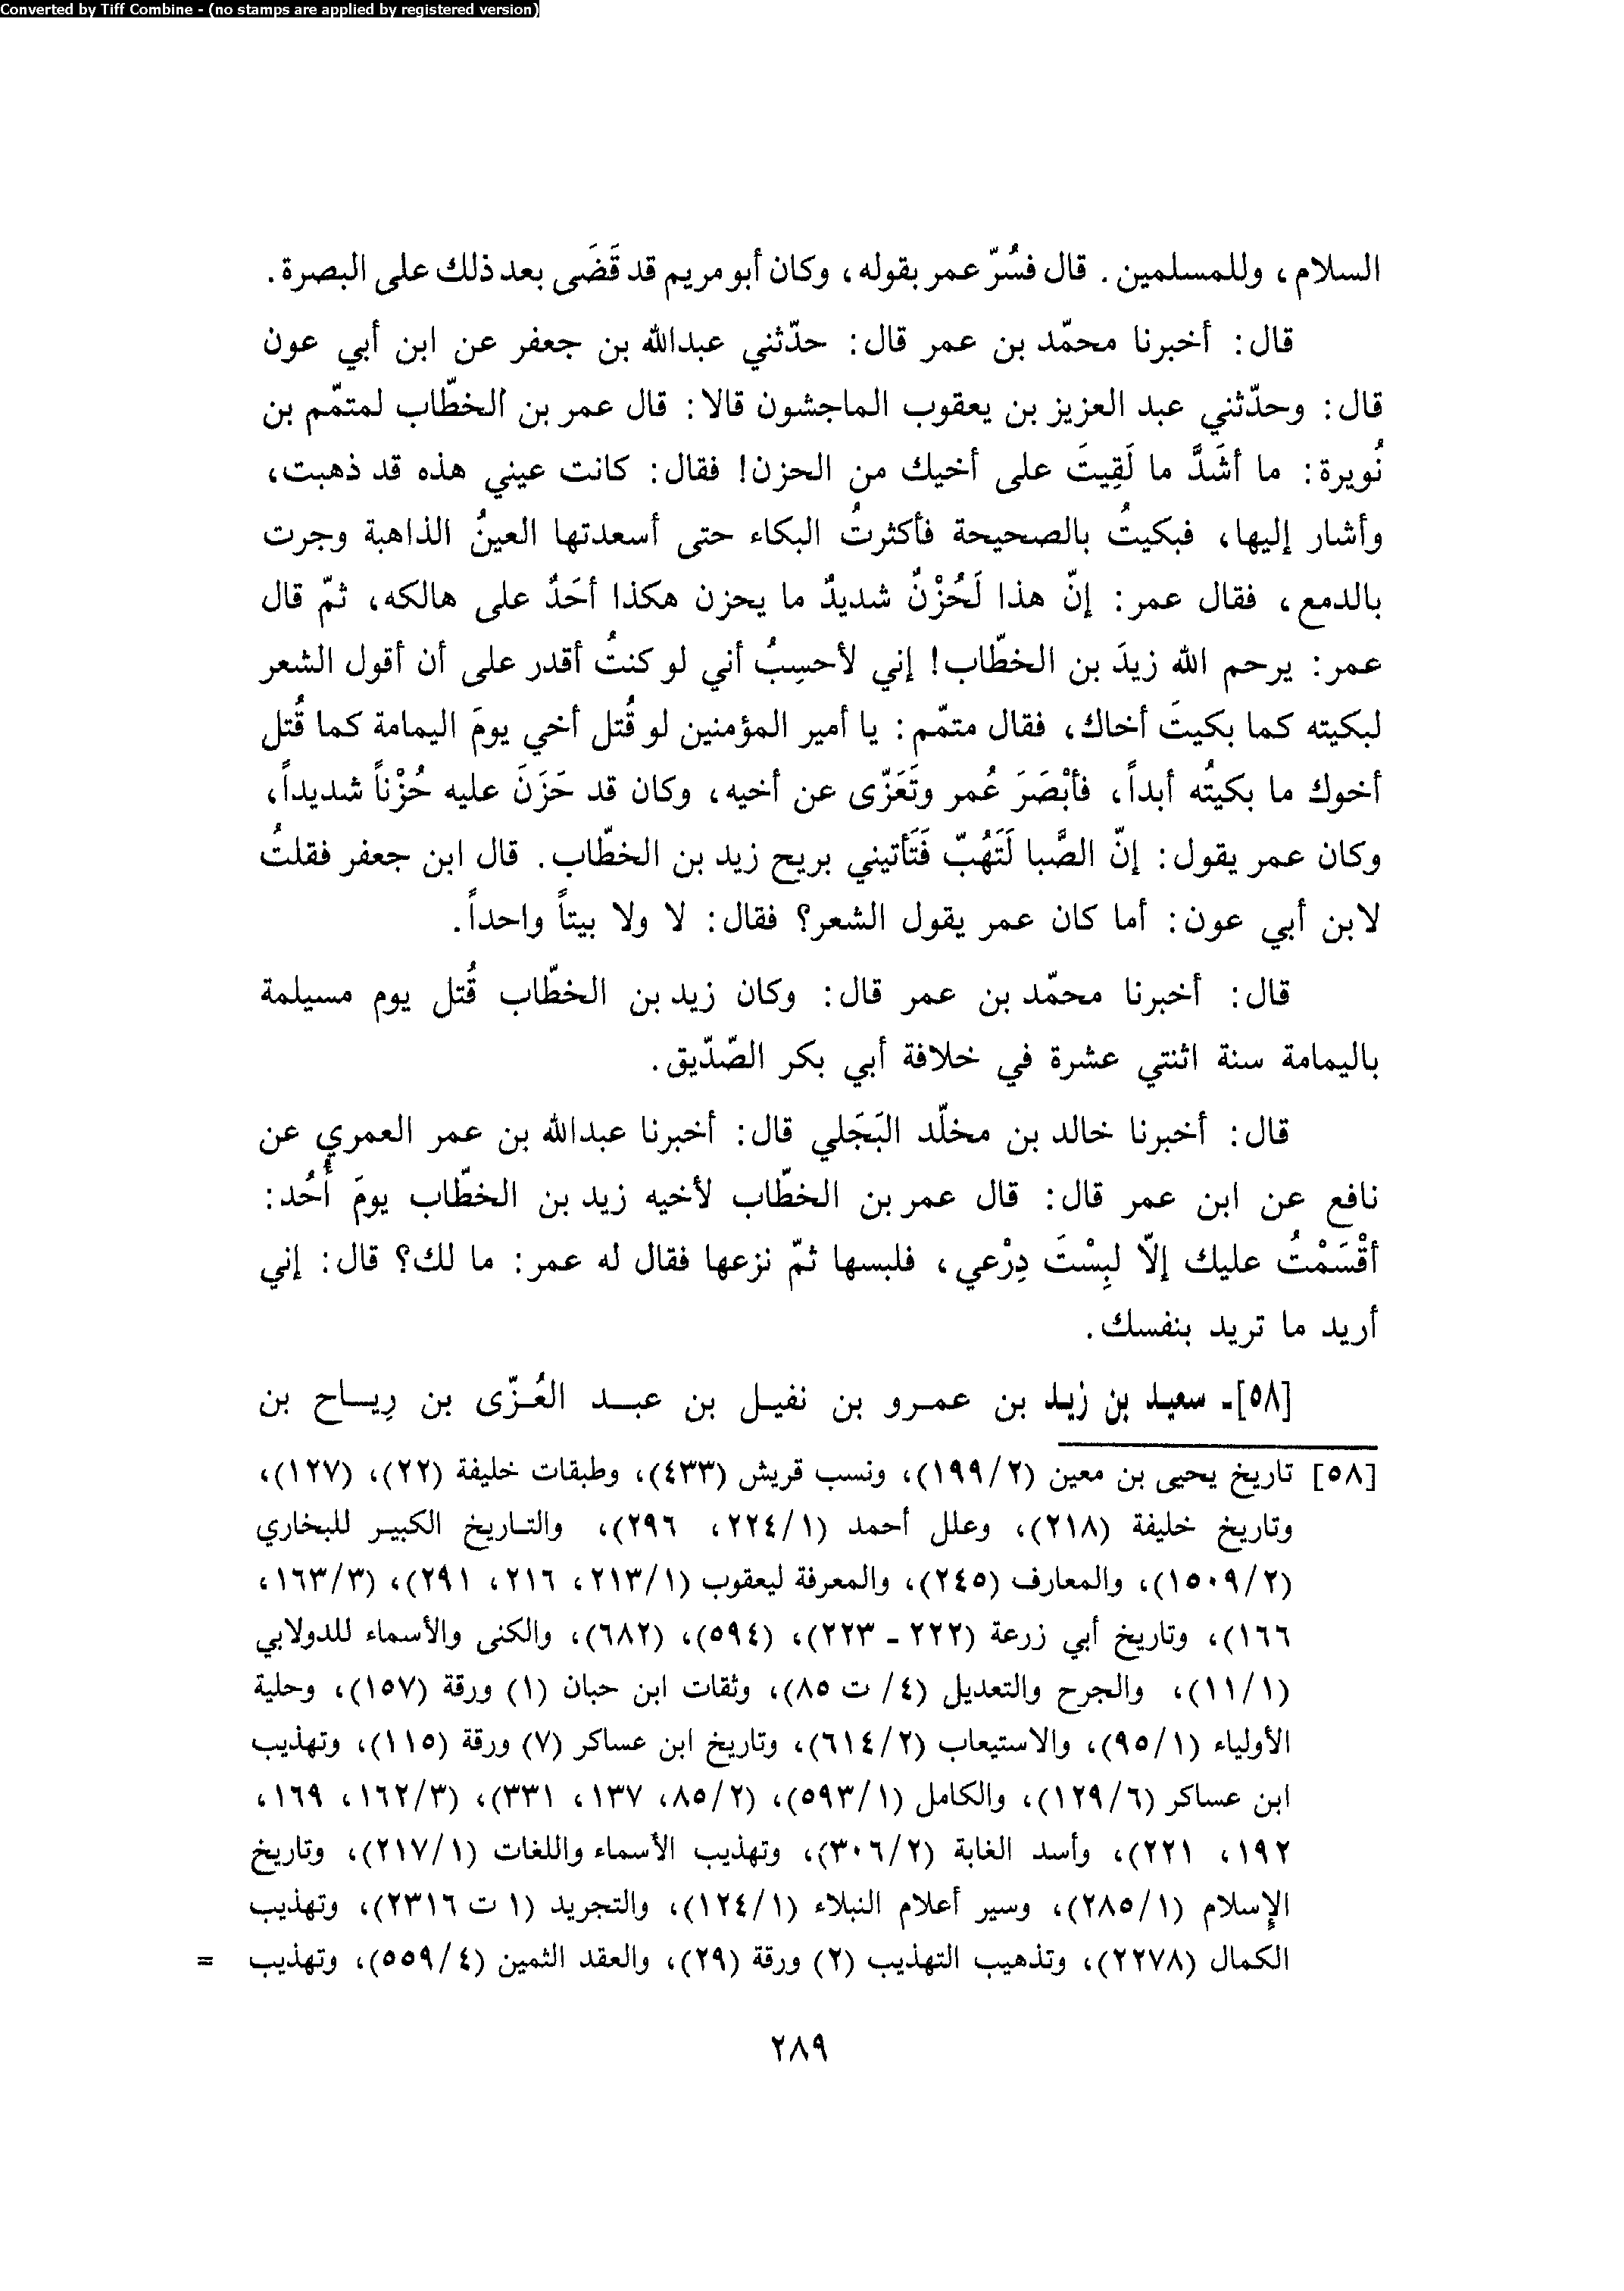 Converted by Tiff Combine - (no stamps are applied by registered version)
السلام، وللمسلمين. قال فسُرّ عمر بقوله، وكان أبو مريم قد قَضَى بعد ذلك على البصرة.
قال: أخبرنا محمّد بن عمر قال: حدّثني عبدالله بن جعفر عن ابن أبي عون
قال: وحدّثني عبد العزيز بن يعقوب الماجشون قالا: قال عمر بن الخطّاب لمتمّم بن
نُويرة: ما أشَدَّ ما لَقِيتَ على أخيك من الحزن! فقال: كانت عيني هذه قد ذهبت،
وأشار إليها، فبكيتُ بالصحيحة فأكثرتُ البكاء حتى أسعدتها العينُ الذاهبة وجرت
بالدمع، فقال عمر: إنّ هذا لَحُزْنٌ شديدٌ ما يحزن هكذا أحَدٌ على هالكه، ثمّ قال
عمر: يرحم الله زيدَ بن الخطّاب! إني لأحسِبُ أني لو كنتُ أقدر على أن أقول الشعر
لبكيته كما بكيتَ أخاك، فقال متمّم: يا أمير المؤمنين لو قُتل أخي يومَ اليمامة كما قُتل
أخوك ما بكيتُه أبداً، فأبْصَرَ عُمر وتَعَزّى عن أخيه، وكان قد حَزَنَ عليه حُزْناً شديداً،
وكان عمر يقول: إنّ الصَّبا لَتَهُبّ فَتَأتيني بريح زيد بن الخطّاب. قال ابن جعفر فقلتُ
لابن أبي عون: أما كان عمر يقول الشعر؟ فقال: لا ولا بيتاً واحداً.
قال: أخبرنا محمّد بن عمر قال: وكان زيد بن الخطّاب قُتل يوم مسيلمة
باليمامة سنة اثنتي عشرة في خلافة أبي بكر الصّدّيق.
قال: أخبرنا خالد بن مخلّد البَجَلي قال: أخبرنا عبدالله بن عمر العمري عن
نافع عن ابن عمر قال: قال عمر بن الخطّاب لأخيه زيد بن الخطّاب يومَ أُحُد:
أقْسَمْتُ عليك إلّا لبِسْتَ دِرْعي، فلبسها ثمّ نزعها فقال له عمر: ما لك؟ قال: إني
أريد ما تريد بنفسك.
[٥٨]ـ سعيد بن زيد بن عمرو بن نفيل بن عبد العُزّى بن رِياح بن
[٥٨] تاريخ يحيى بن معين (١٩٩/٢)، ونسب قريش (٤٣٣)، وطبقات خليفة (٢٢)، (١٢٧)،
وتاريخ خليفة (٢١٨)، وعلل أحمد (٢٢٤/١، ٢٩٦)، والتاريخ الكبير للبخاري
(١٥٠٩/٢)، والمعارف (٢٤٥)، والمعرفة ليعقوب (٢١٣/١، ٢١٦، ٢٩١)، (١٦٣/٣،
١٦٦)، وتاريخ أبي زرعة (٢٢٢ ـ ٢٢٣)، (٥٩٤)، (٦٨٢)، والكنى والأسماء للدولابي
(١١/١)، والجرح والتعديل (٤/ ت ٨٥)، وثقات ابن حبان (١) ورقة (١٥٧)، وحلية
الأولياء (٩٥/١)، والاستيعاب (٦١٤/٢)، وتاريخ ابن عساكر (٧) ورقة (١١٥)، وتهذيب
ابن عساكر (١٢٩/٦)، والكامل (٥٩٣/١)، (٨٥/٢، ١٣٧، ٣٣١)، (١٦٢/٣، ١٦٩،
١٩٢، ٢٢١)، وأسد الغابة (٣٠٦/٢)، وتهذيب الأسماء واللغات (٢١٧/١)، وتاريخ
الإسلام (٢٨٥/١)، وسير أعلام النبلاء (١٢٤/١)، والتجريد (١ ت ٢٣١٦)، وتهذيب
الكمال (٢٢٧٨)، وتذهيب التهذيب (٢) ورقة (٢٩)، والعقد الثمين (٥٥٩/٤)، وتهذيب =
٢٨٩